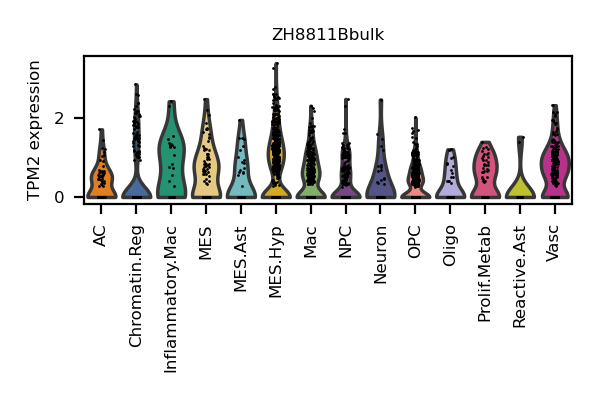 ZH8811Bbulk
TPM2 expression
2
0
AC
Chromatin.Reg
Inflammatory.Mac
MES
MES.Ast
MES.Hyp
Mac
NPC
Neuron
OPC
Oligo
Prolif.Metab
Reactive.Ast
Vasc